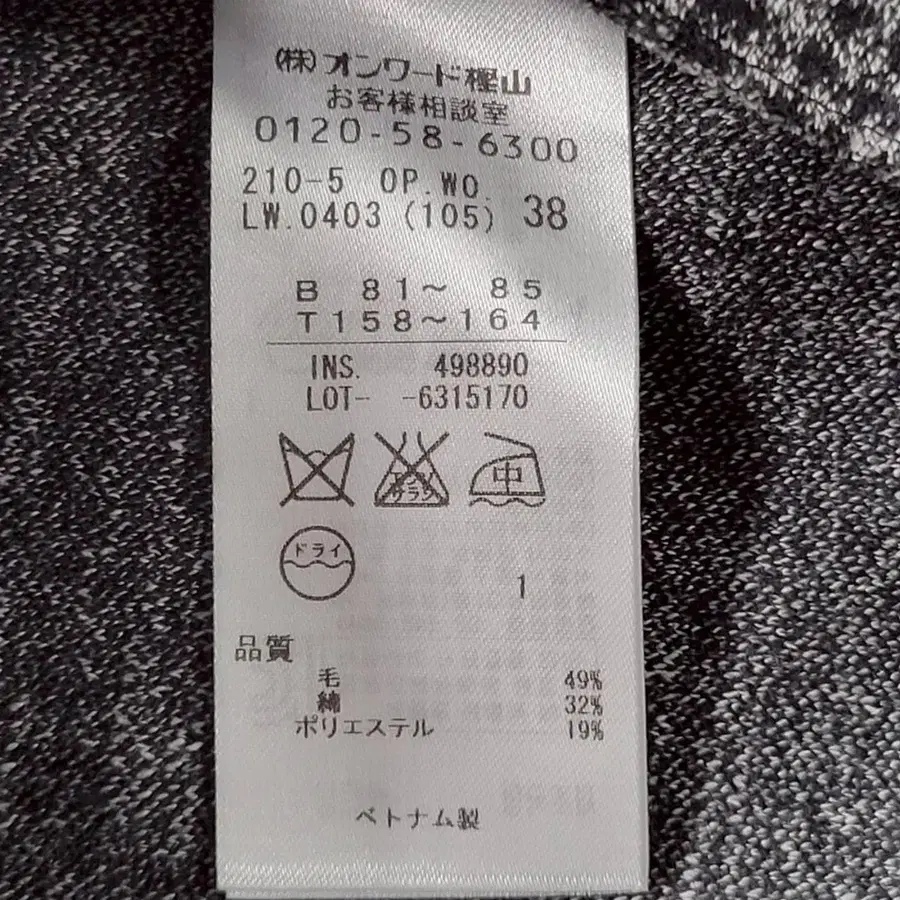 (株)オンワード樫山
お客様相談室
0120-58-6300
210-5 OP.WO.
LW.0403 (105) 38
B 81〜 85
T158〜164
INS. 498890
LOT- -6315170
中
ドライ
1
品質
毛 49%
綿 32%
ポリエステル 19%
ベトナム製